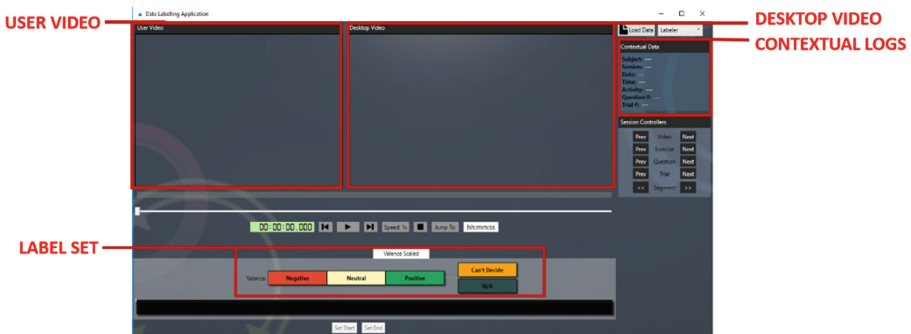 Data Labelling Application
USER VIDEO
DESKTOP VIDEO
CONTEXTUAL LOGS
User Video
Desktop Video
Load Data
Labeler
Contextual Data
Subject: ---
Session: ---
Date: ---
Time: ---
Activity: ---
Question #: ---
Trial #: ---
Session Controllers
Prev Video Next
Prev Exercise Next
Prev Question Next
Prev Trial Next
<< Segment >>
00:00:00.000 Speed: 1x Jump To: hh:mm:ss
LABEL SET
Valence Scaled
Valence: Negative Neutral Positive
Can't Decide
N/A
Set Start Set End